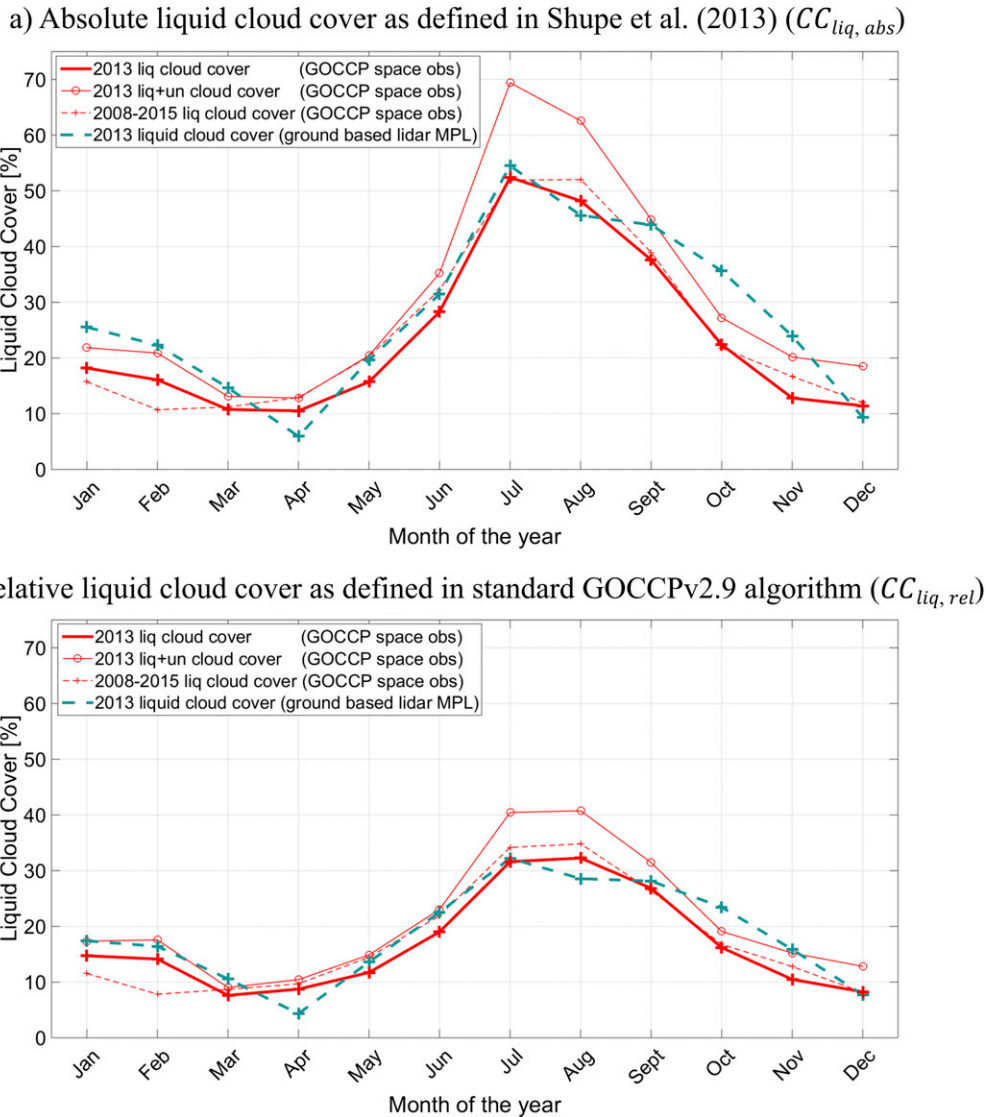 a) Absolute liquid cloud cover as defined in Shupe et al. (2013) (CC_liq, abs)
2013 liq cloud cover (GOCCP space obs)
2013 liq+un cloud cover (GOCCP space obs)
2008-2015 liq cloud cover (GOCCP space obs)
2013 liquid cloud cover (ground based lidar MPL)
Liquid Cloud Cover [%]
70
60
50
40
30
20
10
0
Jan Feb Mar Apr May Jun Jul Aug Sept Oct Nov Dec
Month of the year
elative liquid cloud cover as defined in standard GOCCPv2.9 algorithm (CC_liq, rel)
2013 liq cloud cover (GOCCP space obs)
2013 liq+un cloud cover (GOCCP space obs)
2008-2015 liq cloud cover (GOCCP space obs)
2013 liquid cloud cover (ground based lidar MPL)
Liquid Cloud Cover [%]
70
60
50
40
30
20
10
0
Jan Feb Mar Apr May Jun Jul Aug Sept Oct Nov Dec
Month of the year